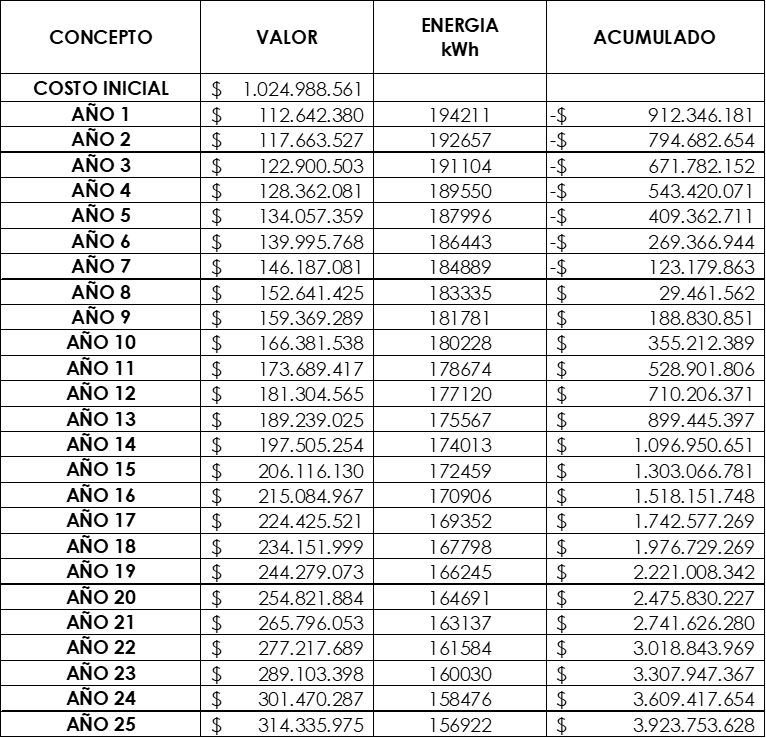 CONCEPTO VALOR ENERGIA kWh ACUMULADO
COSTO INICIAL $ 1.024.988.561
AÑO 1 $ 112.642.380 194211 -$ 912.346.181
AÑO 2 $ 117.663.527 192657 -$ 794.682.654
AÑO 3 $ 122.900.503 191104 -$ 671.782.152
AÑO 4 $ 128.362.081 189550 -$ 543.420.071
AÑO 5 $ 134.057.359 187996 -$ 409.362.711
AÑO 6 $ 139.995.768 186443 -$ 269.366.944
AÑO 7 $ 146.187.081 184889 -$ 123.179.863
AÑO 8 $ 152.641.425 183335 $ 29.461.562
AÑO 9 $ 159.369.289 181781 $ 188.830.851
AÑO 10 $ 166.381.538 180228 $ 355.212.389
AÑO 11 $ 173.689.417 178674 $ 528.901.806
AÑO 12 $ 181.304.565 177120 $ 710.206.371
AÑO 13 $ 189.239.025 175567 $ 899.445.397
AÑO 14 $ 197.505.254 174013 $ 1.096.950.651
AÑO 15 $ 206.116.130 172459 $ 1.303.066.781
AÑO 16 $ 215.084.967 170906 $ 1.518.151.748
AÑO 17 $ 224.425.521 169352 $ 1.742.577.269
AÑO 18 $ 234.151.999 167798 $ 1.976.729.269
AÑO 19 $ 244.279.073 166245 $ 2.221.008.342
AÑO 20 $ 254.821.884 164691 $ 2.475.830.227
AÑO 21 $ 265.796.053 163137 $ 2.741.626.280
AÑO 22 $ 277.217.689 161584 $ 3.018.843.969
AÑO 23 $ 289.103.398 160030 $ 3.307.947.367
AÑO 24 $ 301.470.287 158476 $ 3.609.417.654
AÑO 25 $ 314.335.975 156922 $ 3.923.753.628